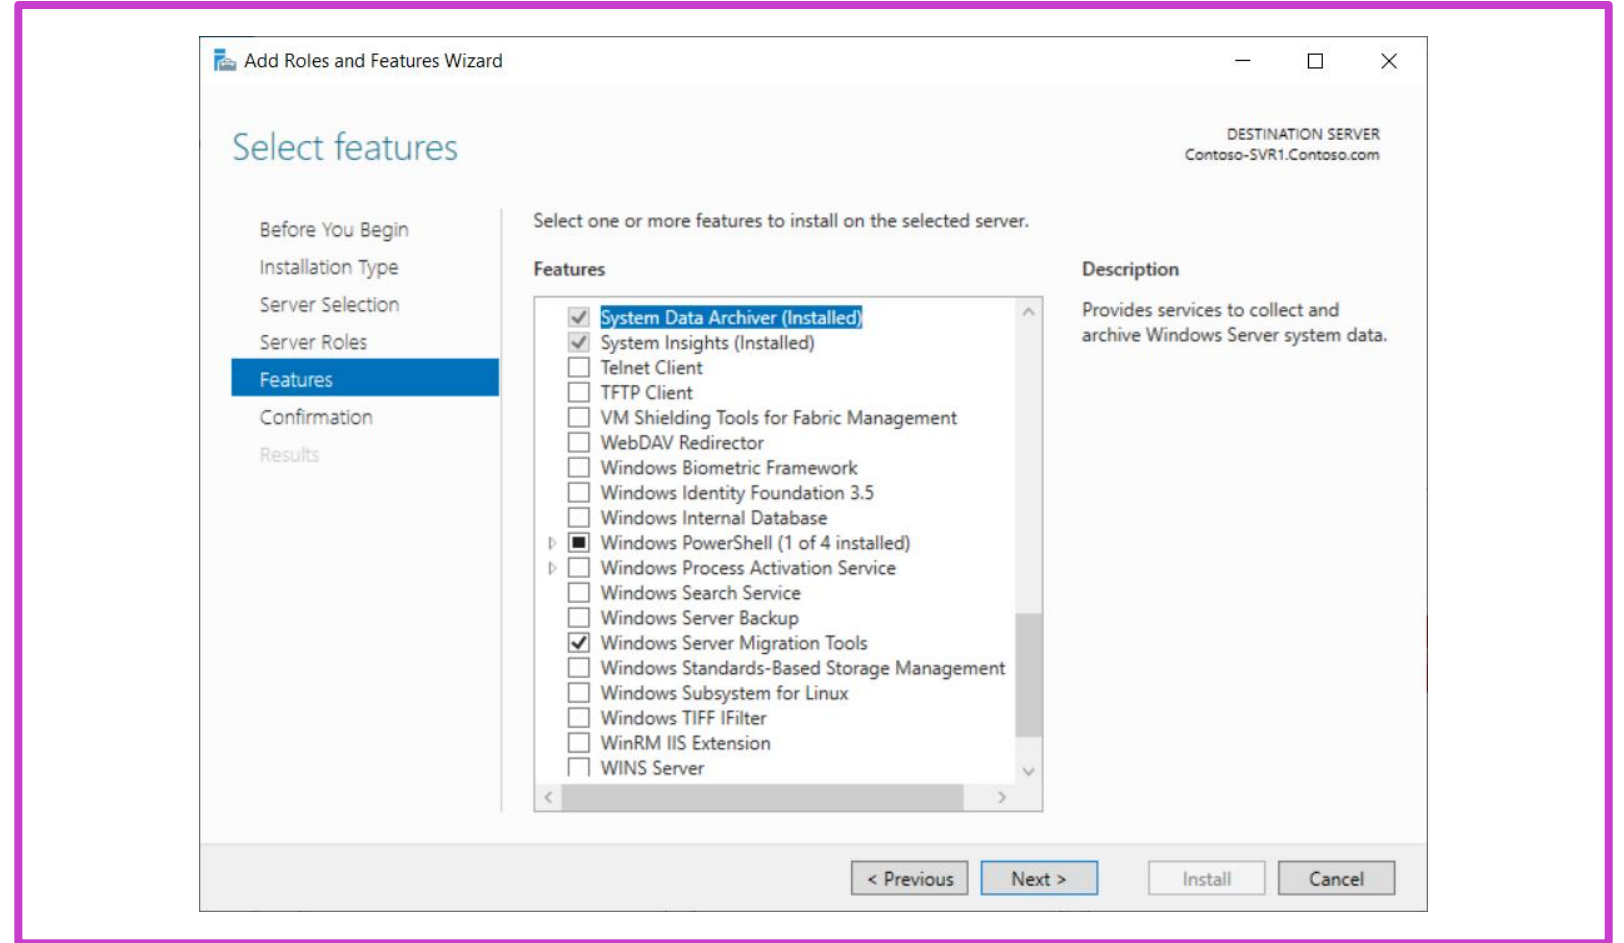 Add Roles and Features Wizard
Select features
DESTINATION SERVER
Contoso-SVR1.Contoso.com
Before You Begin
Installation Type
Server Selection
Server Roles
Features
Confirmation
Results
Select one or more features to install on the selected server.
Features
System Data Archiver (Installed)
System Insights (Installed)
Telnet Client
TFTP Client
VM Shielding Tools for Fabric Management
WebDAV Redirector
Windows Biometric Framework
Windows Identity Foundation 3.5
Windows Internal Database
Windows PowerShell (1 of 4 installed)
Windows Process Activation Service
Windows Search Service
Windows Server Backup
Windows Server Migration Tools
Windows Standards-Based Storage Management
Windows Subsystem for Linux
Windows TIFF IFilter
WinRM IIS Extension
WINS Server
Description
Provides services to collect and
archive Windows Server system data.
< Previous
Next >
Install
Cancel